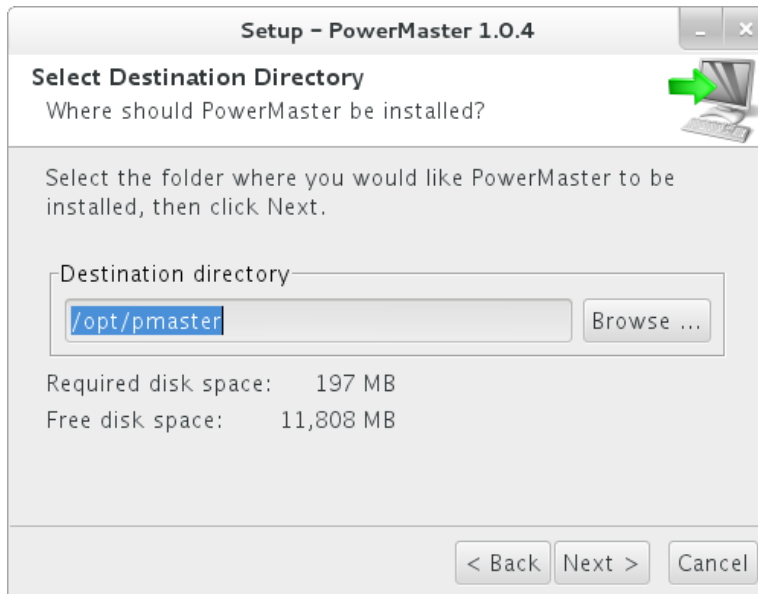 Setup – PowerMaster 1.0.4
Select Destination Directory
Where should PowerMaster be installed?
Select the folder where you would like PowerMaster to be
installed, then click Next.
Destination directory
/opt/pmaster Browse ...
Required disk space: 197 MB
Free disk space: 11,808 MB
< Back Next > Cancel